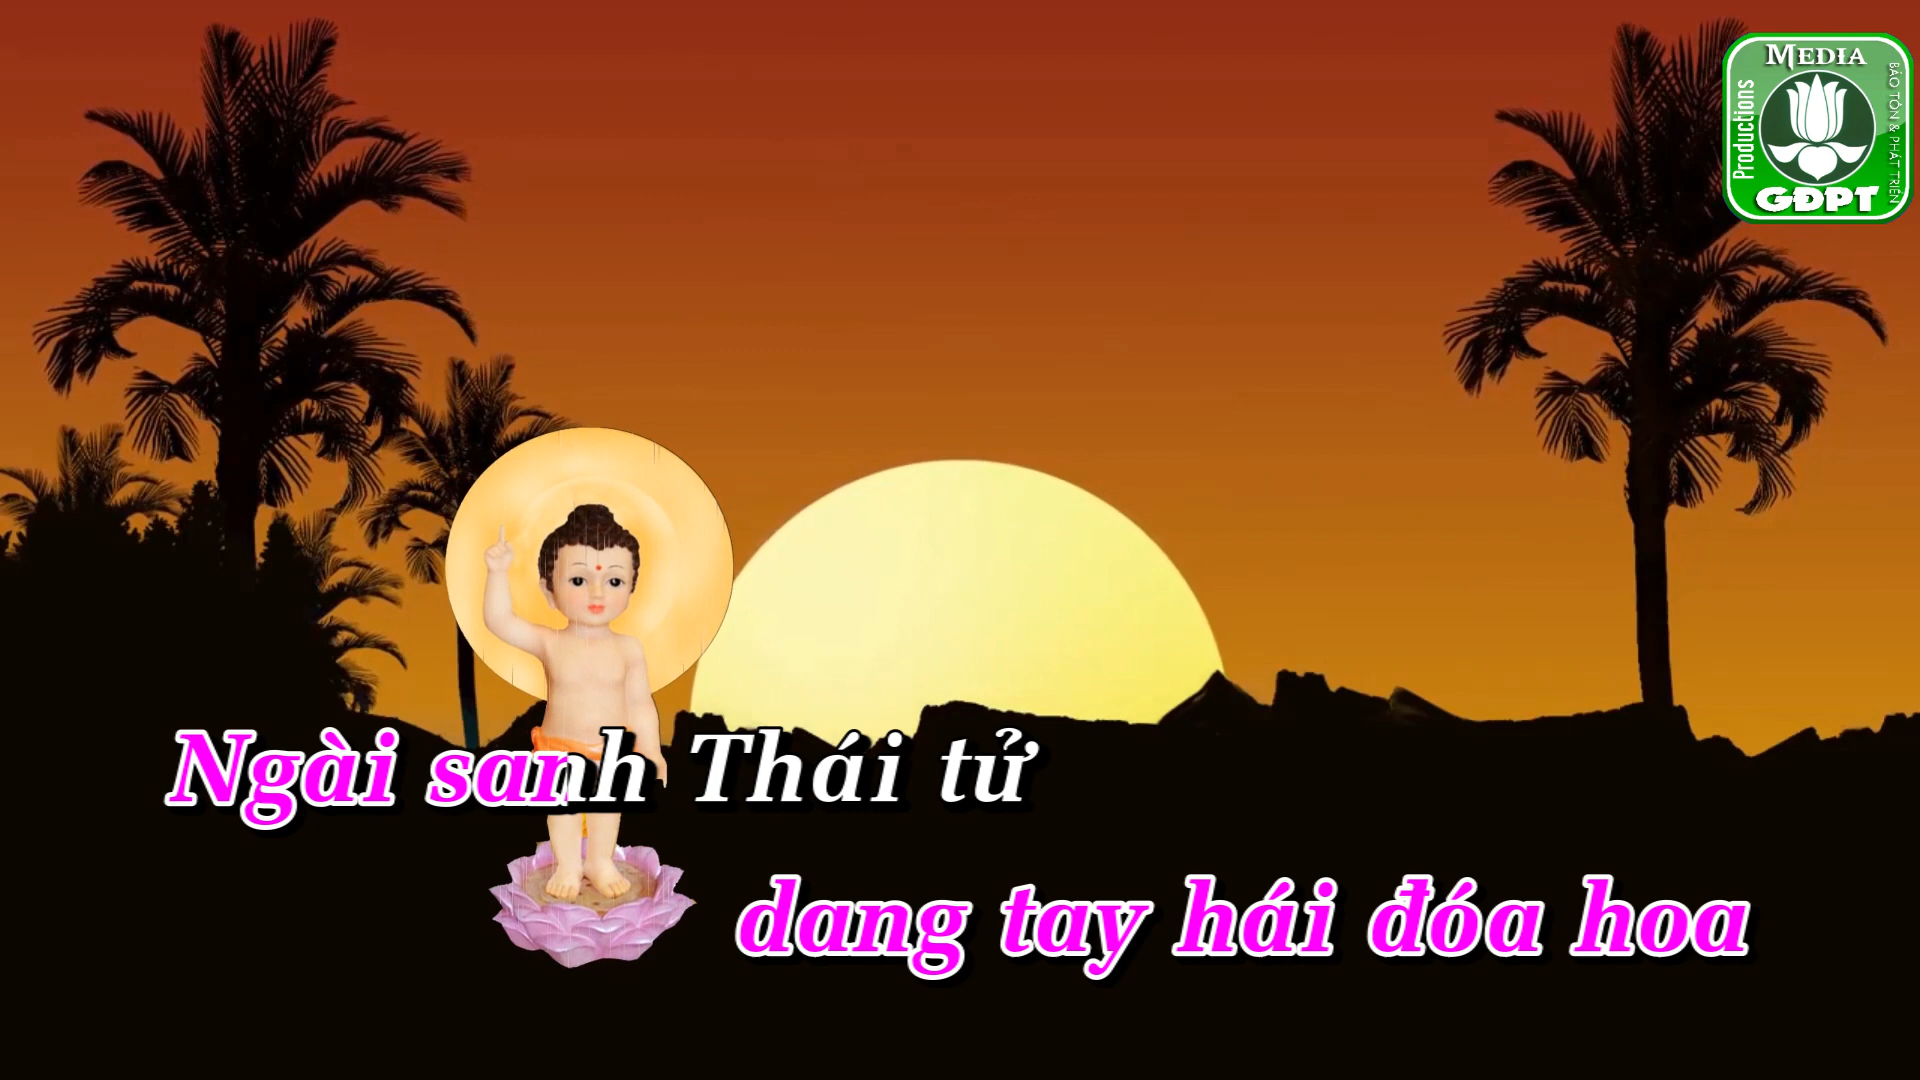 MEDIA
Productions
BẢO TỒN & PHÁT TRIỂN
GĐPT
Ngài sanh Thái tử
dang tay hái đóa hoa